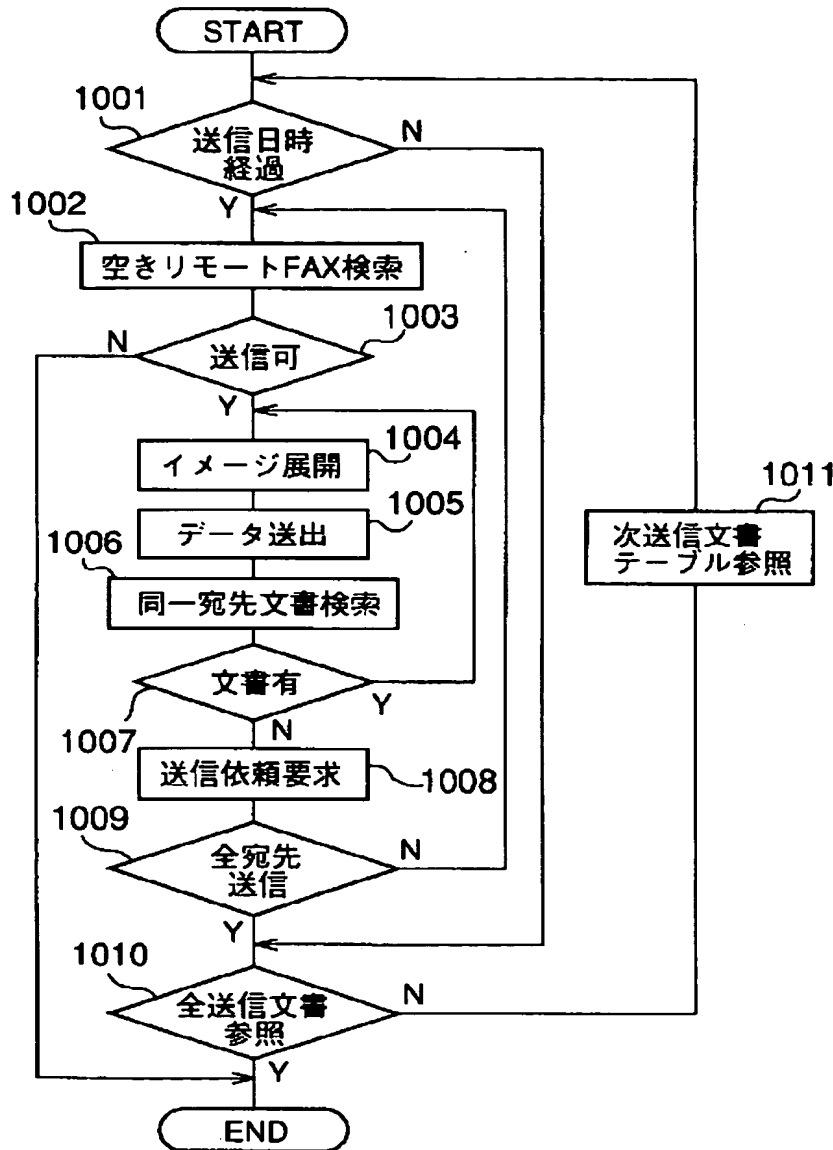 START
1001
送信日時
経過
N
Y
1002
空きリモートFAX検索
1003
N
送信可
Y
1004
イメージ展開
1005
データ送出
1006
同一宛先文書検索
文書有
Y
1007
N
送信依頼要求
1008
1009
全宛先
送信
N
Y
1010
全送信文書
参照
N
Y
1011
次送信文書
テーブル参照
END